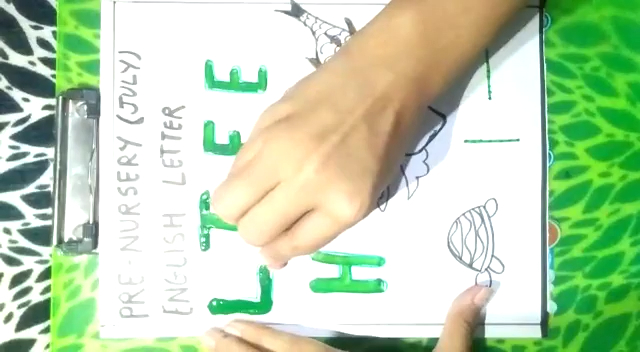 PRE-NURSERY (JULY)
ENGLISH LETTER
L T F E
H